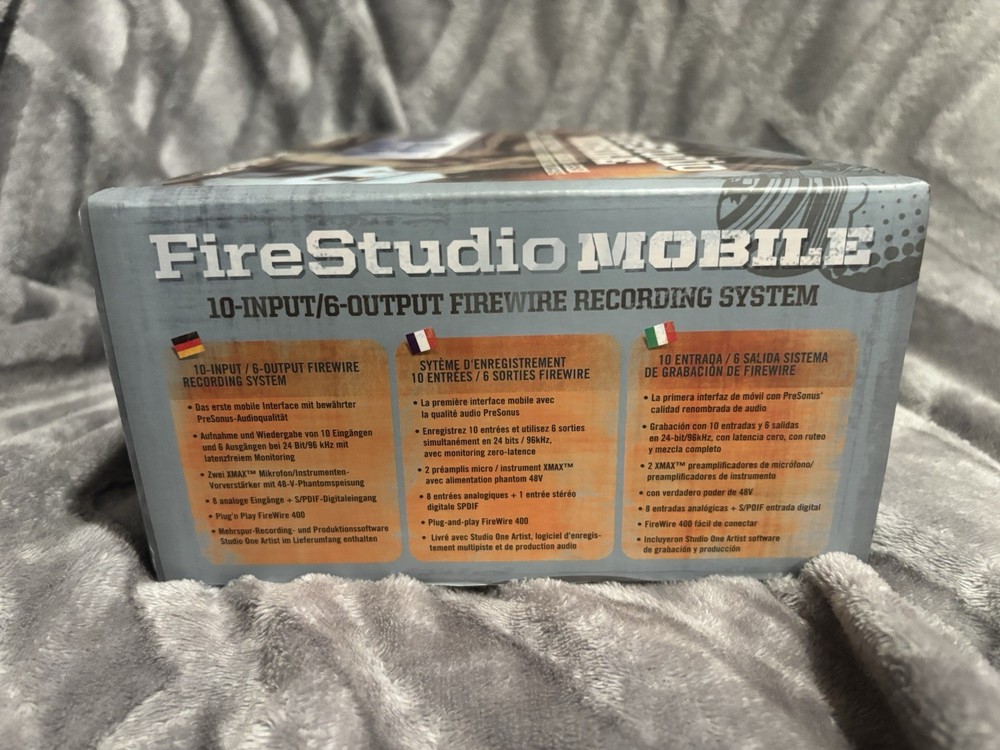 FireStudio MOBILE
10-INPUT/6-OUTPUT FIREWIRE RECORDING SYSTEM
10-INPUT / 6-OUTPUT FIREWIRE
RECORDING SYSTEM
• Das erste mobile Interface mit bewährter
PreSonus-Audioqualität
• Aufnahme und Wiedergabe von 10 Eingängen
und 6 Ausgängen bei 24 Bit/96 kHz mit
latenzfreiem Monitoring
• Zwei XMAX™ Mikrofon/Instrumenten-
Vorverstärker mit 48-V-Phantomspeisung
• 8 analoge Eingänge + S/PDIF-Digitaleingang
• Plug'n Play FireWire 400
• Mehrspur-Recording- und Produktionssoftware
Studio One Artist im Lieferumfang enthalten
SYTÈME D'ENREGISTREMENT
10 ENTRÉES / 6 SORTIES FIREWIRE
• La première interface mobile avec
la qualité audio PreSonus
• Enregistrez 10 entrées et utilisez 6 sorties
simultanément en 24 bits / 96kHz,
avec monitoring zero-latence
• 2 préamplis micro / instrument XMAX™
avec alimentation phantom 48V
• 8 entrées analogiques + 1 entrée stéréo
digitale SPDIF
• Plug-and-play FireWire 400
• Livré avec Studio One Artist, logiciel d'enregis-
tement multipiste et de production audio
10 ENTRADA / 6 SALIDA SISTEMA
DE GRABACIÓN DE FIREWIRE
• La primera interfaz de móvil con PreSonus'
calidad renombrada de audio
• Grabación con 10 entradas y 6 salidas
en 24-bit/96kHz, con latencia cero, con ruteo
y mezcla completo
• 2 XMAX™ preamplificadores de micrófono/
preamplificadores de instrumento
• con verdadero poder de 48V
• 8 entradas analógicas + S/PDIF entrada digital
• FireWire 400 fácil de conectar
• Incluyeron Studio One Artist software
de grabación y producción